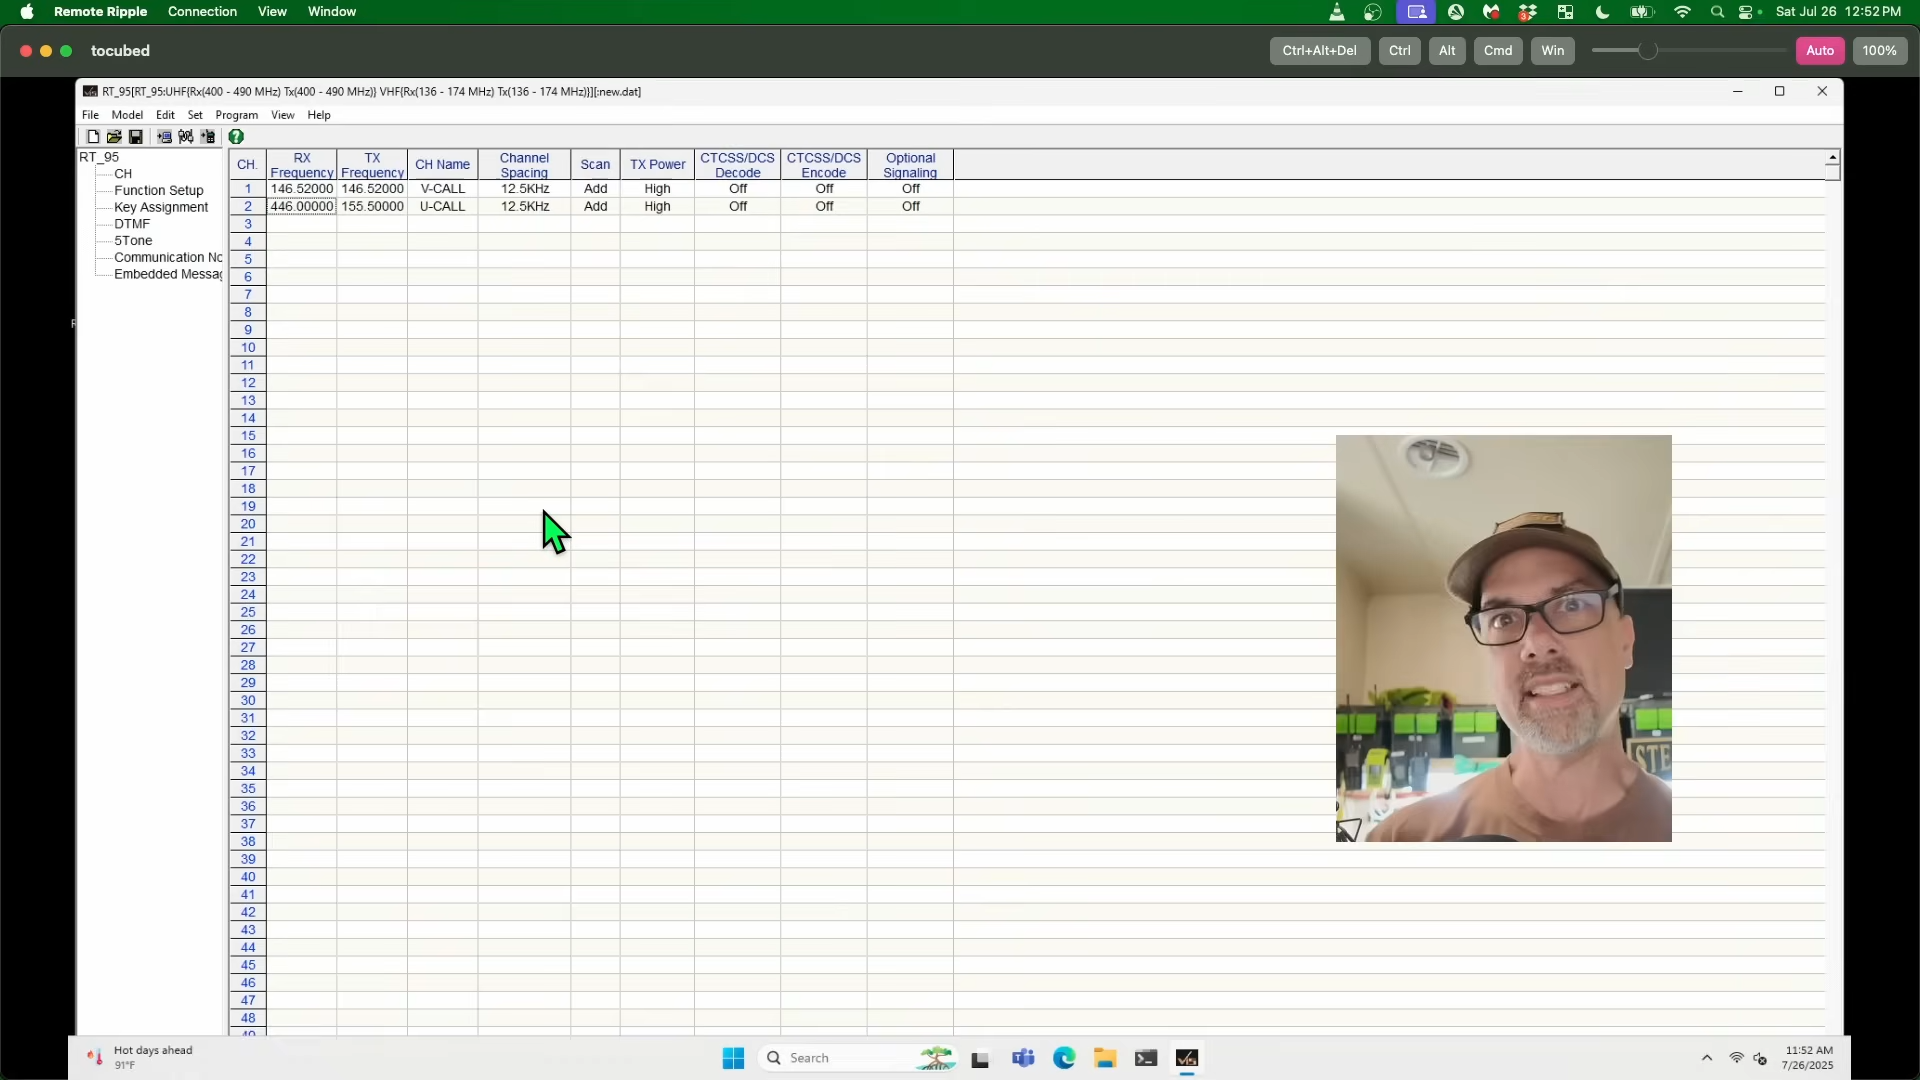 Remote Ripple Connection View Window
3
Sat Jul 26 12:52 PM
tocubed
Ctrl+Alt+Del Ctrl Alt Cmd Win Auto 100%
RT_95[RT_95:UHF{Rx(400 - 490 MHz) Tx(400 - 490 MHz)} VHF{Rx(136 - 174 MHz) Tx(136 - 174 MHz)}][:new.dat]
File Model Edit Set Program View Help
RT_95
CH
Function Setup
Key Assignment
DTMF
5Tone
Communication No
Embedded Messag
CH. RX Frequency TX Frequency CH Name Channel Spacing Scan TX Power CTCSS/DCS Decode CTCSS/DCS Encode Optional Signaling
1 146.52000 146.52000 V-CALL 12.5KHz Add High Off Off Off
2 446.00000 155.50000 U-CALL 12.5KHz Add High Off Off Off
3
4
5
6
7
8
9
10
11
12
13
14
15
16
17
18
19
20
21
22
23
24
25
26
27
28
29
30
31
32
33
34
35
36
37
38
39
40
41
42
43
44
45
46
47
48
STE
Hot days ahead
91°F
Search
11:52 AM
7/26/2025